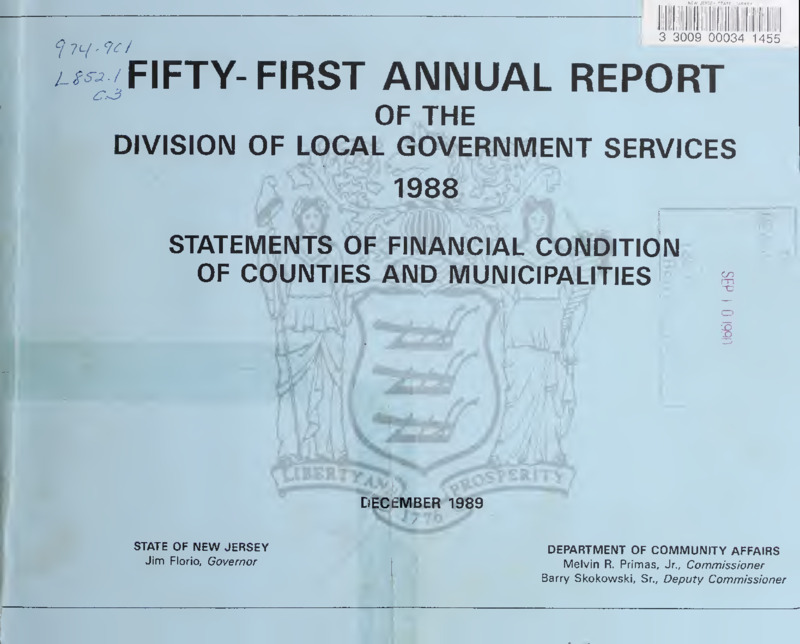 3 3009 00034 1455
974.901
L852.1
C3
FIFTY-FIRST ANNUAL REPORT
OF THE
DIVISION OF LOCAL GOVERNMENT SERVICES
1988
STATEMENTS OF FINANCIAL CONDITION
OF COUNTIES AND MUNICIPALITIES
SEP 10 1990
LIBERTY AND PROSPERITY
1776
DECEMBER 1989
STATE OF NEW JERSEY
Jim Florio, Governor
DEPARTMENT OF COMMUNITY AFFAIRS
Melvin R. Primas, Jr., Commissioner
Barry Skokowski, Sr., Deputy Commissioner